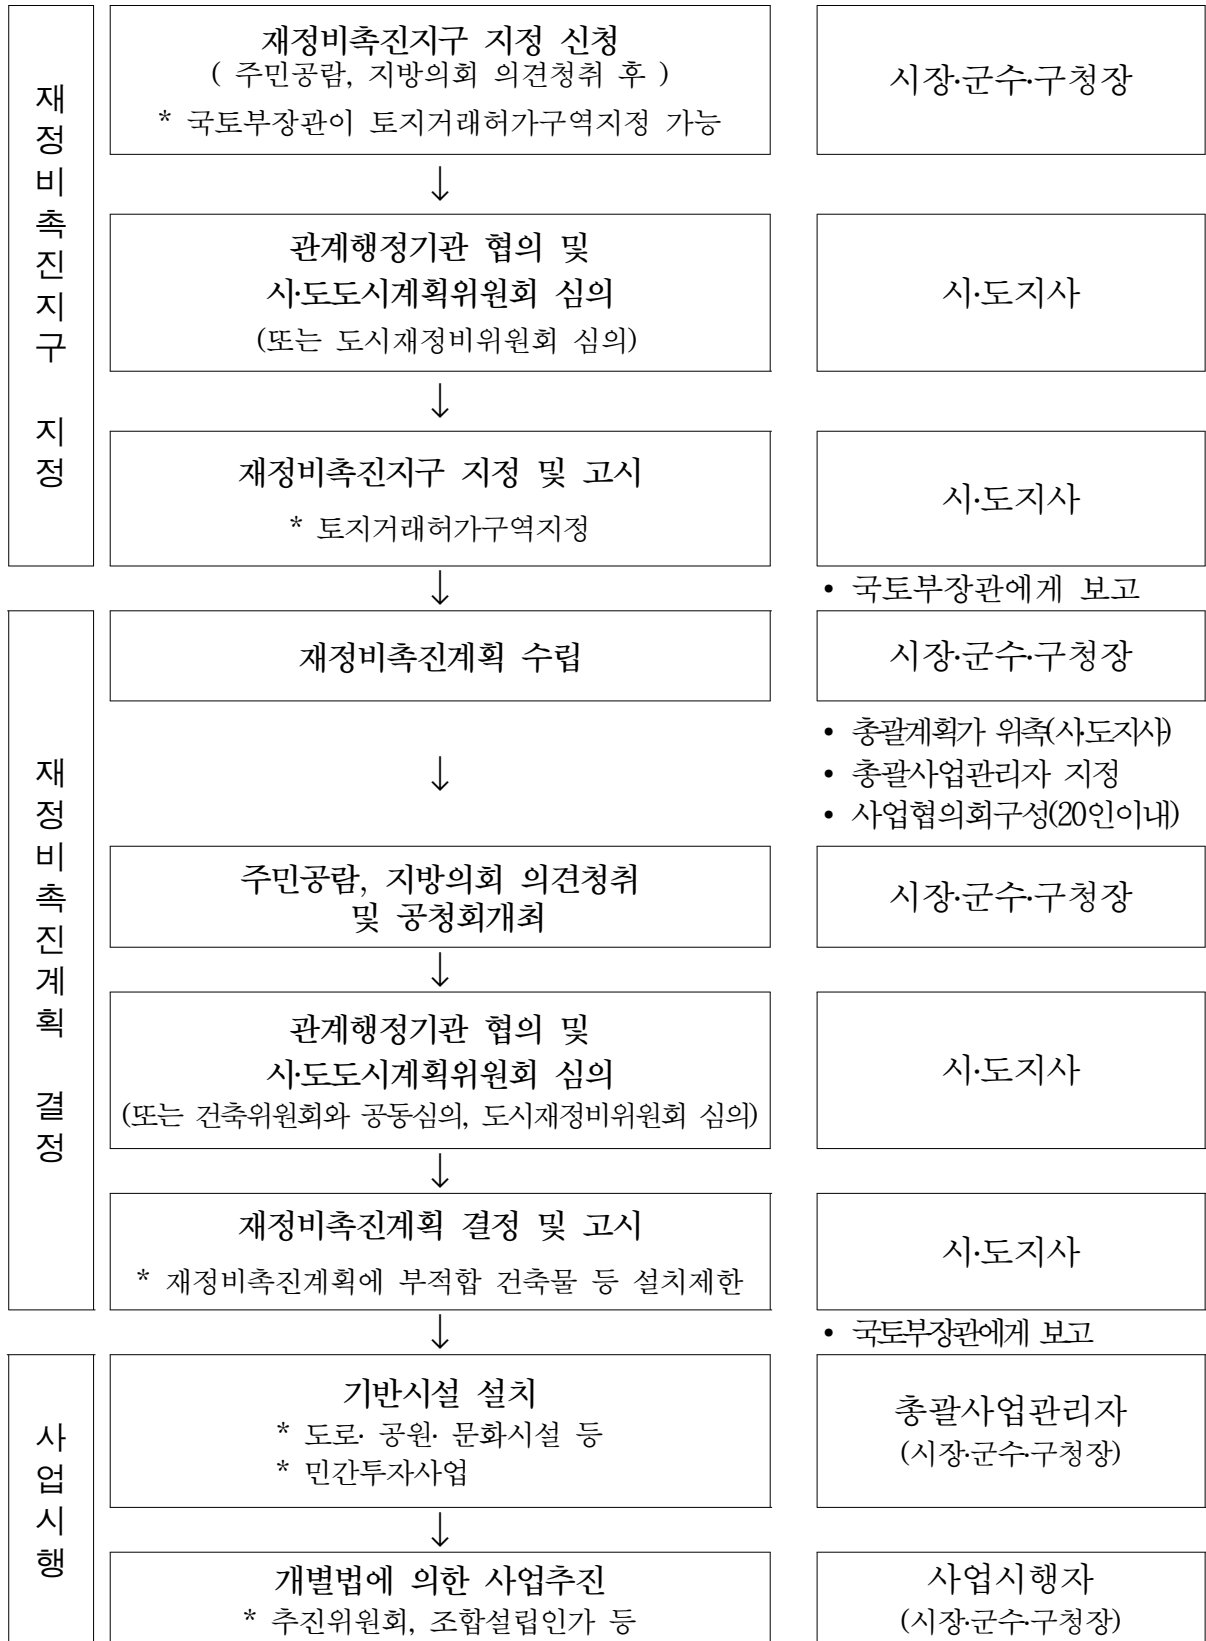 재정비촉진지구 지정
재정비촉진지구 지정 신청
( 주민공람, 지방의회 의견청취 후 )
* 국토부장관이 토지거래허가구역지정 가능
시장·군수·구청장
↓
관계행정기관 협의 및
시·도도시계획위원회 심의
(또는 도시재정비위원회 심의)
시·도지사
↓
재정비촉진지구 지정 및 고시
* 토지거래허가구역지정
시·도지사
↓
• 국토부장관에게 보고
재정비촉진계획 결정
재정비촉진계획 수립
시장·군수·구청장
↓
• 총괄계획가 위촉(시·도지사)
• 총괄사업관리자 지정
• 사업협의회구성(20인이내)
주민공람, 지방의회 의견청취
및 공청회개최
시장·군수·구청장
↓
관계행정기관 협의 및
시·도도시계획위원회 심의
(또는 건축위원회와 공동심의, 도시재정비위원회 심의)
시·도지사
↓
재정비촉진계획 결정 및 고시
* 재정비촉진계획에 부적합 건축물 등 설치제한
시·도지사
↓
• 국토부장관에게 보고
사업시행
기반시설 설치
* 도로· 공원· 문화시설 등
* 민간투자사업
총괄사업관리자
(시장·군수·구청장)
↓
개별법에 의한 사업추진
* 추진위원회, 조합설립인가 등
사업시행자
(시장·군수·구청장)